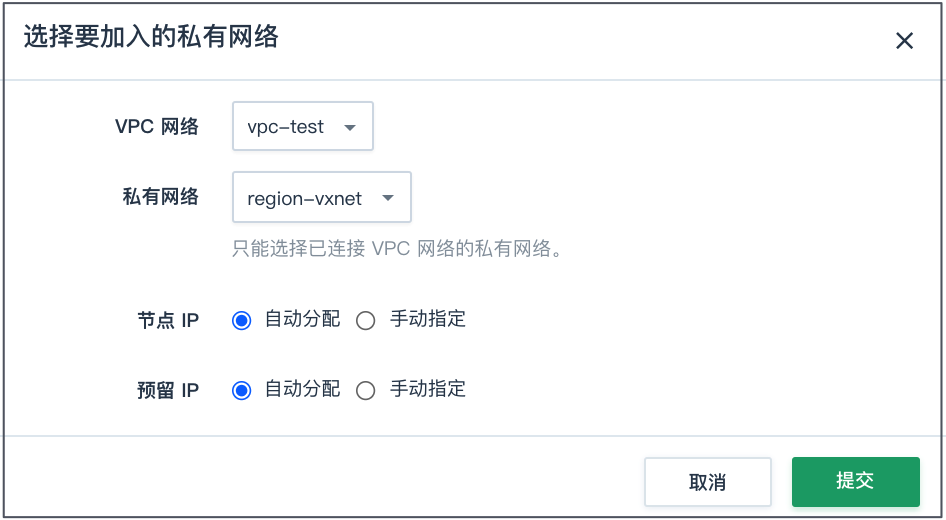 选择要加入的私有网络
VPC 网络 vpc-test
私有网络 region-vxnet
只能选择已连接 VPC 网络的私有网络。
节点 IP 自动分配 手动指定
预留 IP 自动分配 手动指定
取消 提交